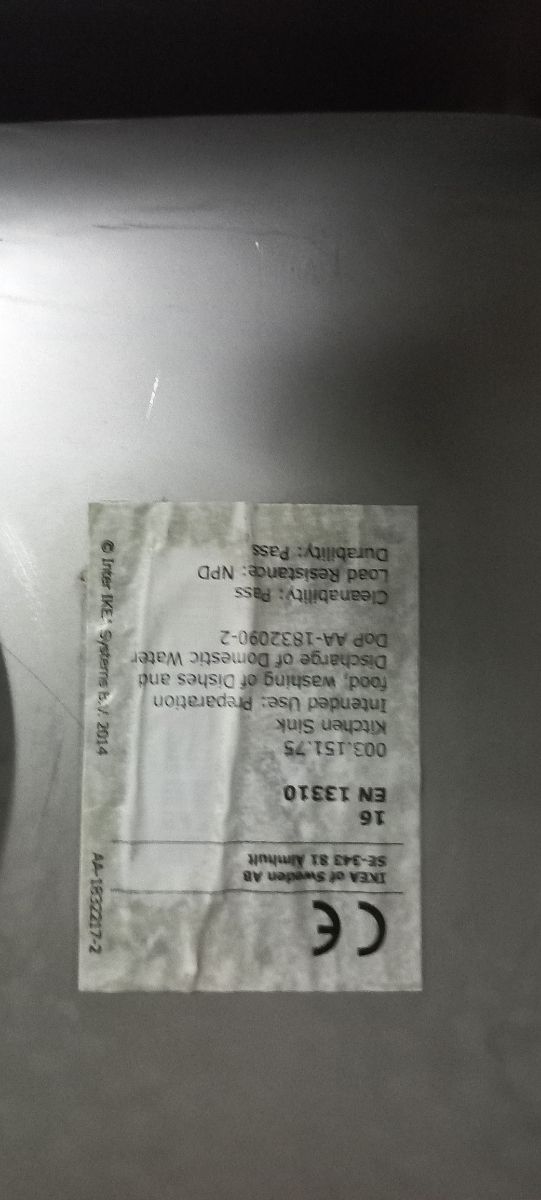 CE
IKEA of Sweden AB
SE-343 81 Älmhult
16
EN 13310
003.151.75
Kitchen Sink
Intended Use: Preparation
food, washing of Dishes and
Discharge of Domestic Water
DoP AA-1832090-2
Cleanability: Pass
Load Resistance: NPD
Durability: Pass
AA-1832217-2
© Inter IKEA Systems B.V. 2014